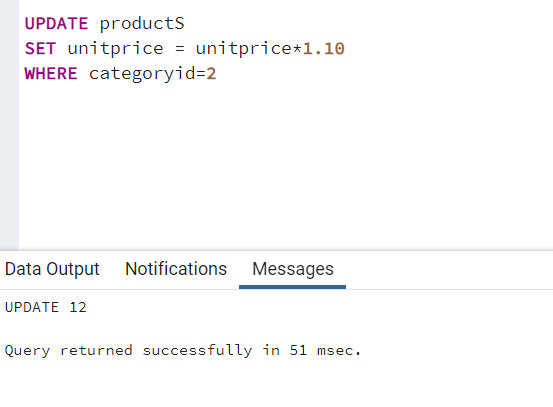 UPDATE productS
SET unitprice = unitprice*1.10
WHERE categoryid=2
Data Output Notifications Messages
UPDATE 12
Query returned successfully in 51 msec.